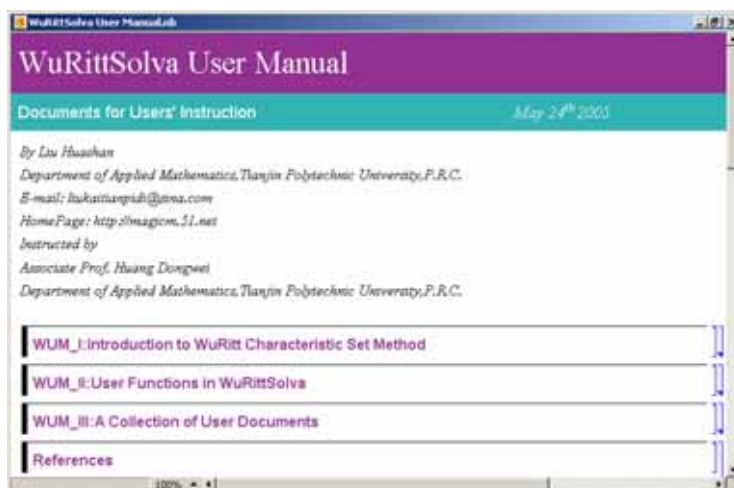 WuRittSolva User Manual.nb
WuRittSolva User Manual
Documents for Users' Instruction May 24th 2005
By Liu Huashan
Department of Applied Mathematics,Tianjin Polytechnic University,P.R.C.
E-mail:
HomePage: http://magicm.51.net
Instructed by
Associate Prof. Huang Dongwei
Department of Applied Mathematics,Tianjin Polytechnic University,P.R.C.
WUM_I:Introduction to WuRitt Characteristic Set Method
WUM_II:User Functions in WuRittSolva
WUM_III:A Collection of User Documents
References
100%